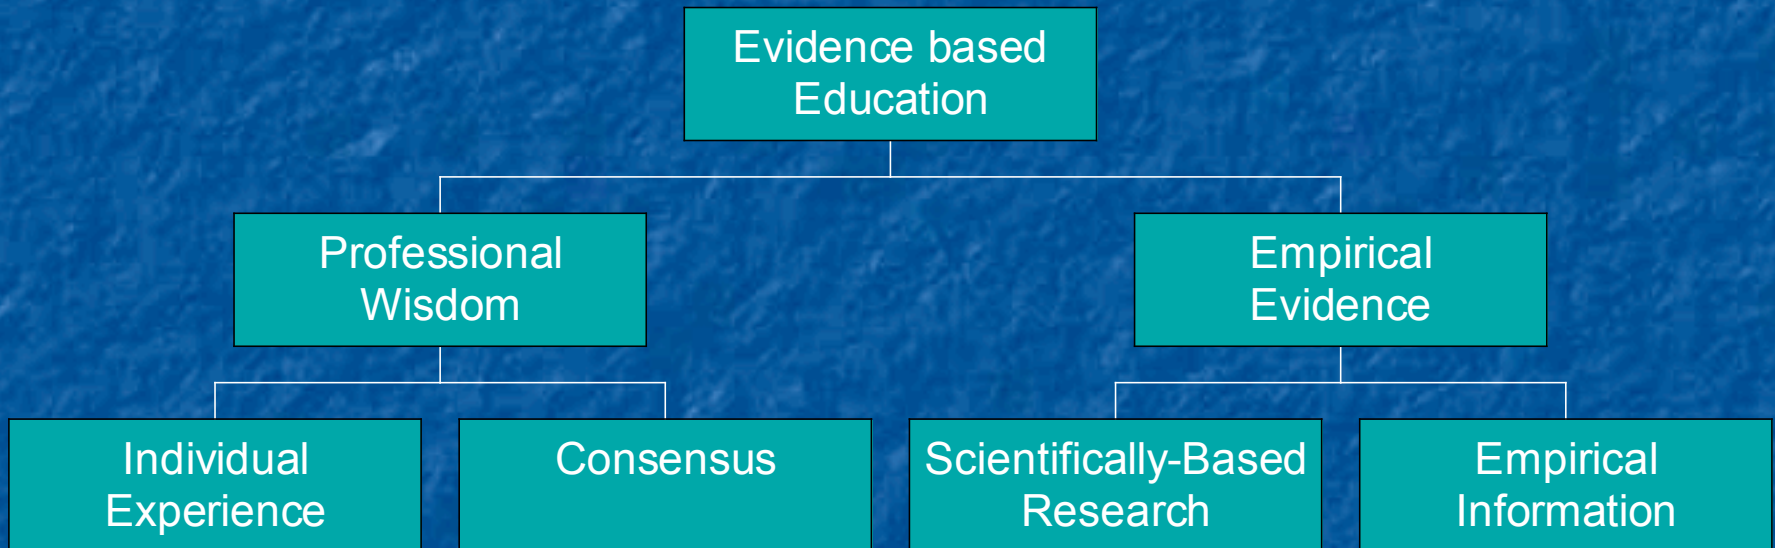 Evidence based
Education
Professional
Wisdom
Empirical
Evidence
Individual
Experience
Consensus
Scientifically-Based
Research
Empirical
Information